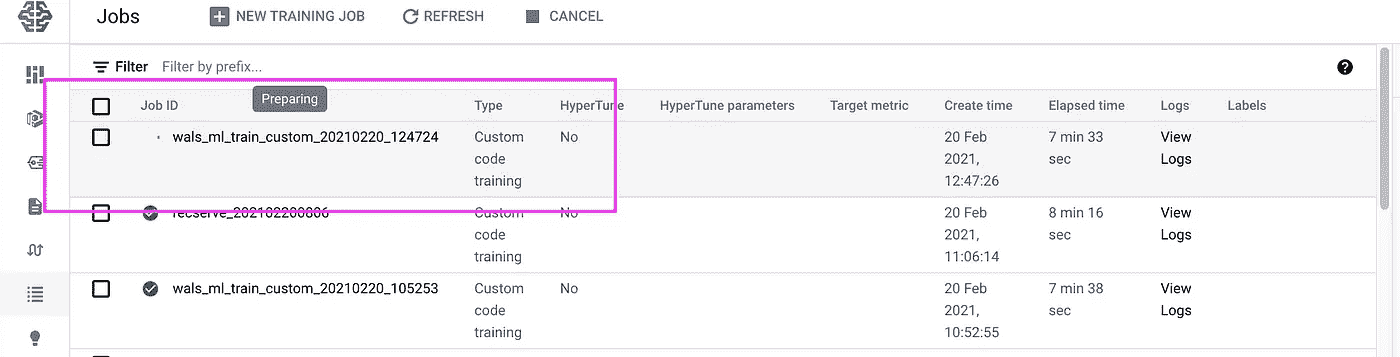 Jobs NEW TRAINING JOB REFRESH CANCEL
Filter Filter by prefix...
Preparing
Job ID Type HyperTune HyperTune parameters Target metric Create time Elapsed time Logs Labels
wals_ml_train_custom_20210220_124724 Custom No 20 Feb 7 min 33 View
code 2021, sec Logs
training 12:47:26
recserve_202102200806 Custom No 20 Feb 8 min 16 View
code 2021, sec Logs
training 11:06:14
wals_ml_train_custom_20210220_105253 Custom No 20 Feb 7 min 38 View
code 2021, sec Logs
training 10:52:55